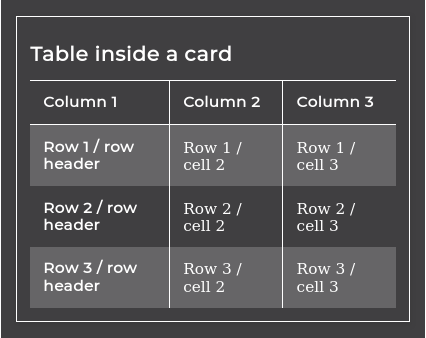 Table inside a card
Column 1 Column 2 Column 3
Row 1 / row header Row 1 / cell 2 Row 1 / cell 3
Row 2 / row header Row 2 / cell 2 Row 2 / cell 3
Row 3 / row header Row 3 / cell 2 Row 3 / cell 3